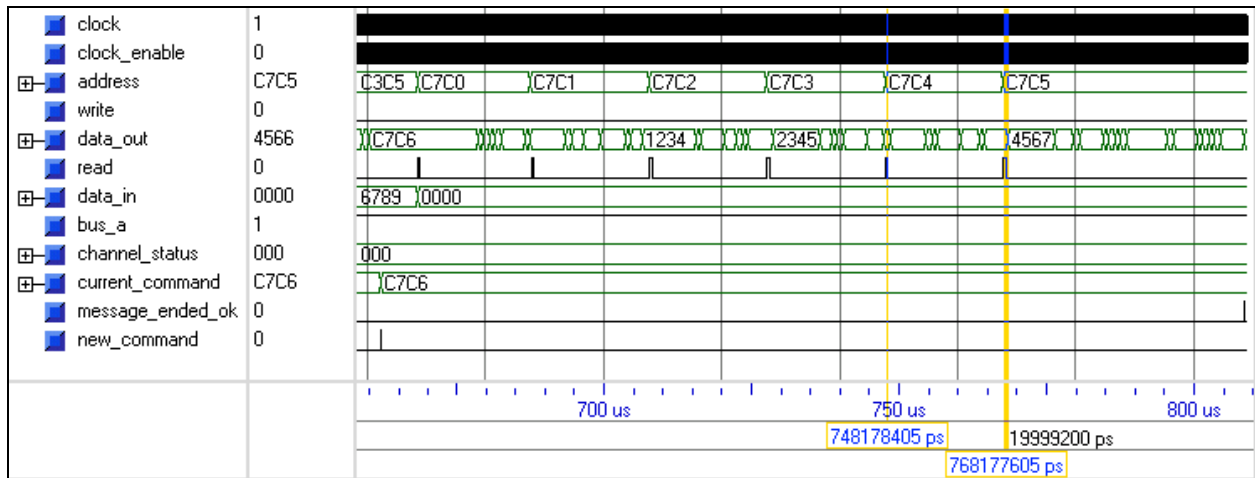 clock 1
clock_enable 0
address C7C5 C3C5 C7C0 C7C1 C7C2 C7C3 C7C4 C7C5
write 0
data_out 4566 C7C6 1234 2345 4567
read 0
data_in 0000 6789 0000
bus_a 1
channel_status 000 000
current_command C7C6 C7C6
message_ended_ok 0
new_command 0
700 us 750 us 800 us
748178405 ps 19999200 ps
768177605 ps